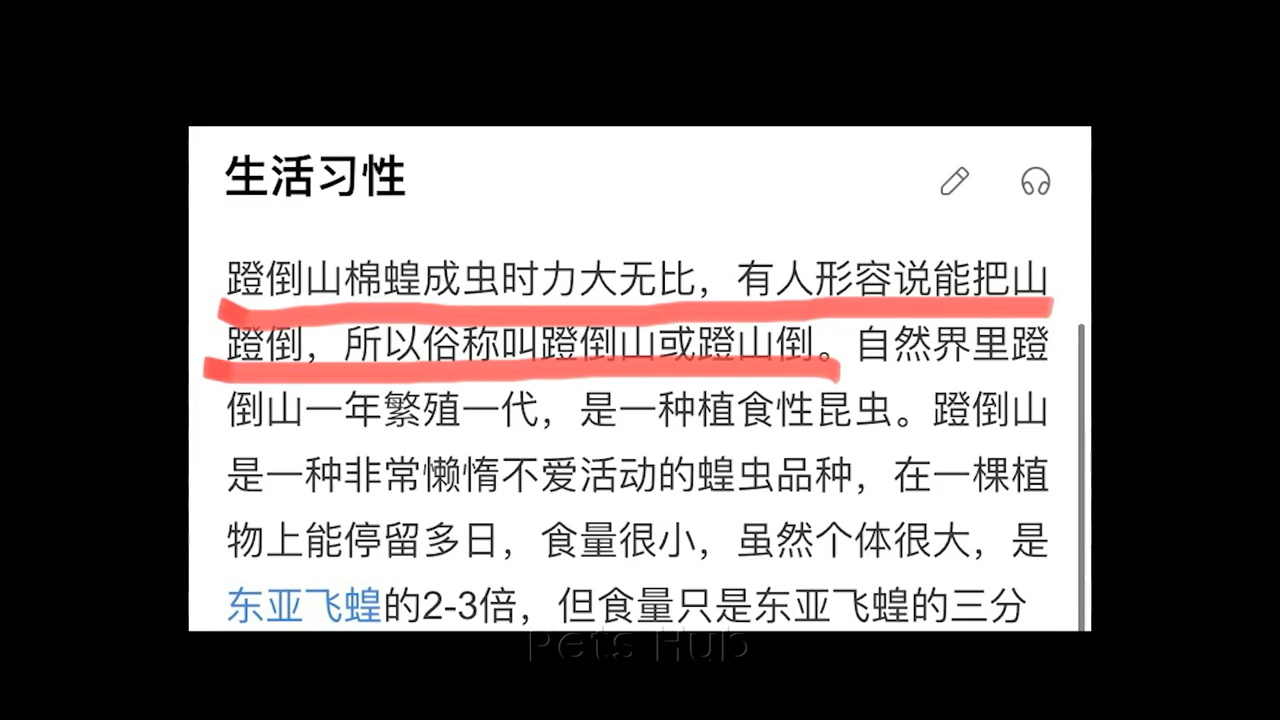 生活习性
蹬倒山棉蝗成虫时力大无比，有人形容说能把山
蹬倒，所以俗称叫蹬倒山或蹬山倒。自然界里蹬
倒山一年繁殖一代，是一种植食性昆虫。蹬倒山
是一种非常懒惰不爱活动的蝗虫品种，在一棵植
物上能停留多日，食量很小，虽然个体很大，是
东亚飞蝗的2-3倍，但食量只是东亚飞蝗的三分
Pets Hub